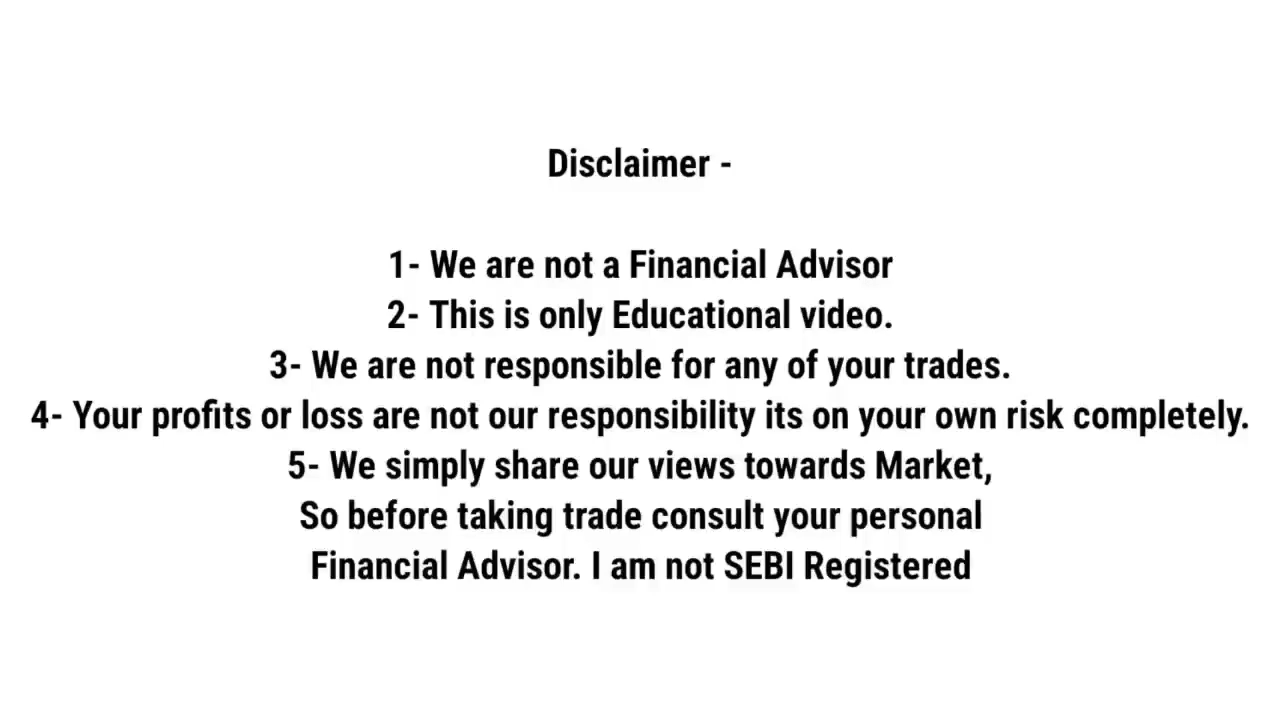 Disclaimer -
1- We are not a Financial Advisor
2- This is only Educational video.
3- We are not responsible for any of your trades.
4- Your profits or loss are not our responsibility its on your own risk completely.
5- We simply share our views towards Market,
So before taking trade consult your personal
Financial Advisor. I am not SEBI Registered